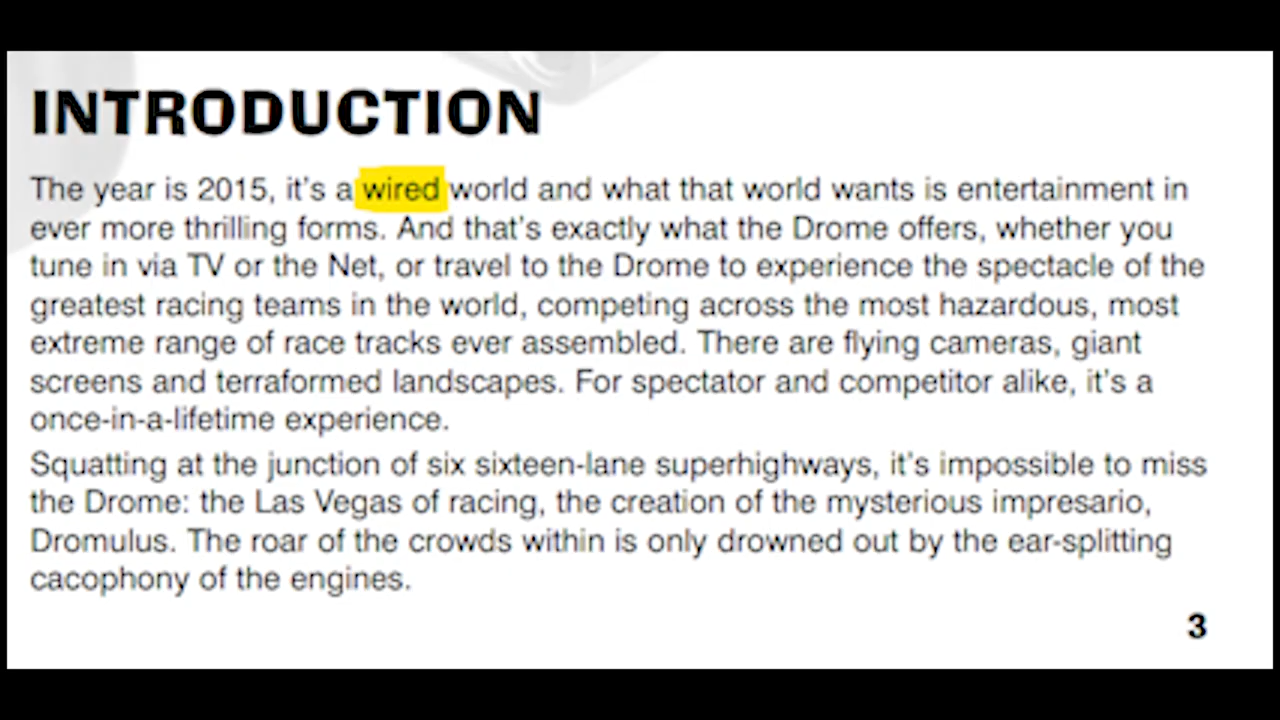 INTRODUCTION
The year is 2015, it's a wired world and what that world wants is entertainment in
ever more thrilling forms. And that's exactly what the Drome offers, whether you
tune in via TV or the Net, or travel to the Drome to experience the spectacle of the
greatest racing teams in the world, competing across the most hazardous, most
extreme range of race tracks ever assembled. There are flying cameras, giant
screens and terraformed landscapes. For spectator and competitor alike, it's a
once-in-a-lifetime experience.
Squatting at the junction of six sixteen-lane superhighways, it's impossible to miss
the Drome: the Las Vegas of racing, the creation of the mysterious impresario,
Dromulus. The roar of the crowds within is only drowned out by the ear-splitting
cacophony of the engines.
3